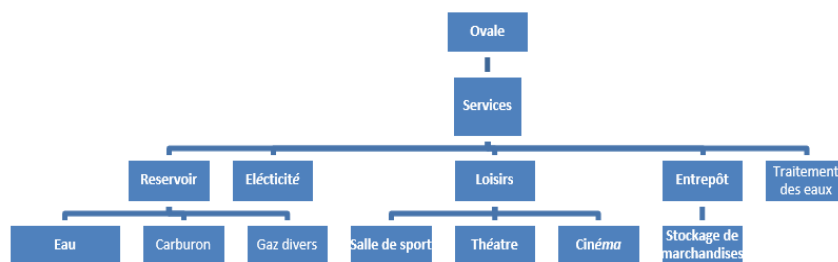 Ovale
Services
Reservoir
Elécticité
Loisirs
Entrepôt
Traitement
des eaux
Eau
Carburon
Gaz divers
Salle de sport
Théatre
Cinéma
Stockage de
marchandises